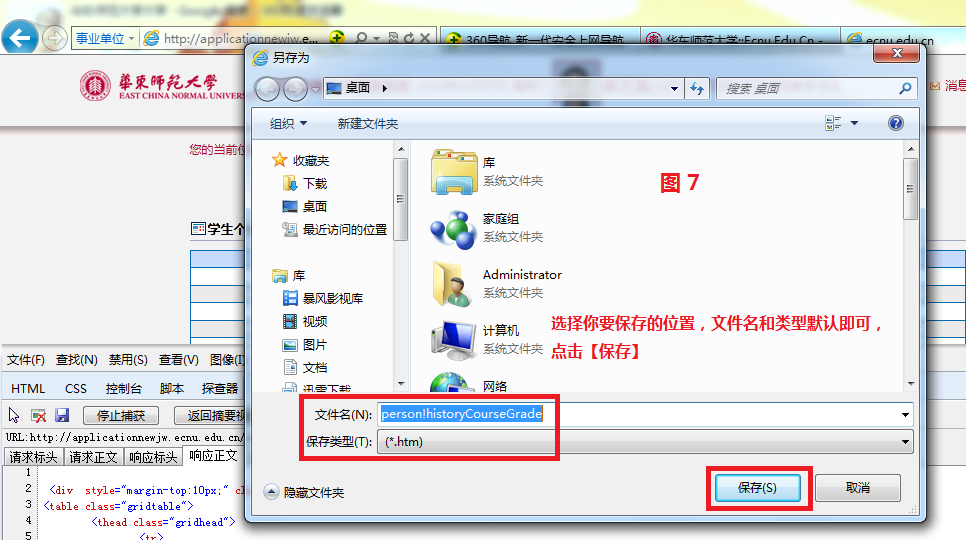 事业单位
http://applicationnewjw.e...
360导航_新一代安全上网导航
华东师范大学::Ecnu.Edu.Cn -
ecnu.edu.cn
華東師範大學
EAST CHINA NORMAL UNIVERS
消息
您的当前位
学生个
另存为
桌面
搜索 桌面
组织
新建文件夹
收藏夹
下载
桌面
最近访问的位置
库
暴风影视库
视频
图片
文档
迅雷下载
库
系统文件夹
家庭组
系统文件夹
Administrator
系统文件夹
计算机
系统文件夹
网络
图 7
选择你要保存的位置，文件名和类型默认即可，
点击【保存】
文件名(N):
person!historyCourseGrade
保存类型(T):
(*.htm)
隐藏文件夹
保存(S)
取消
文件(F) 查找(N) 禁用(S) 查看(V) 图像(I)
HTML CSS 控制台 脚本 探查器
停止捕获 返回摘要视
URL:http://applicationnewjw.ecnu.edu.cn/
请求标头 请求正文 响应标头 响应正文
1
2 <div style="margin-top:10px;" cl
3 <table class="gridtable">
4 <thead class="gridhead">
5 <tr>